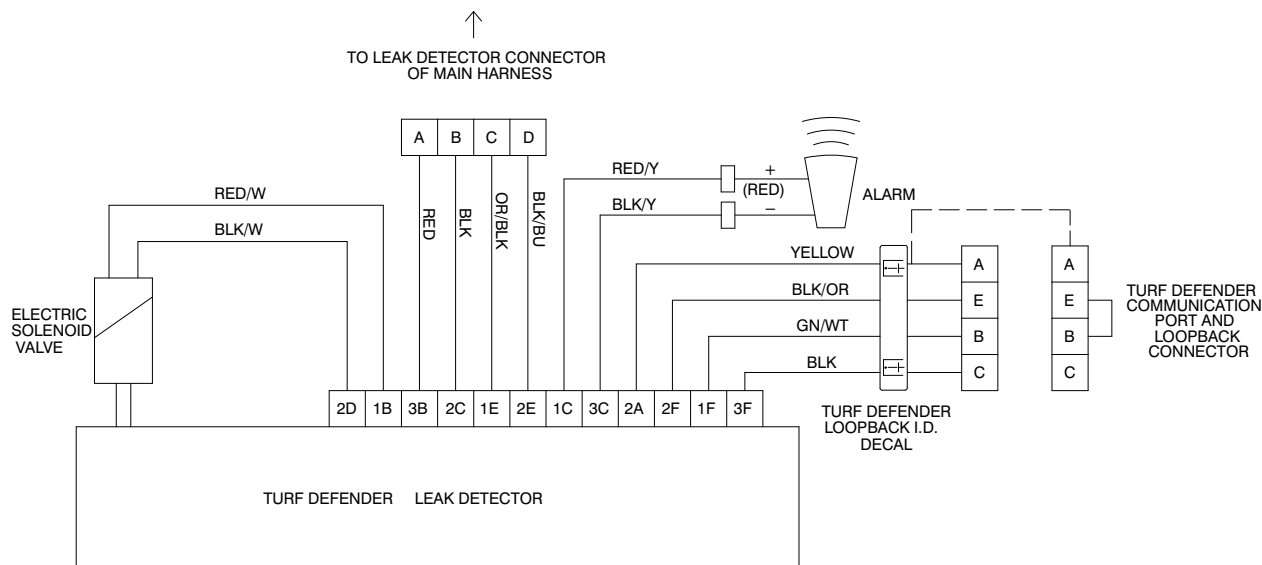 TO LEAK DETECTOR CONNECTOR
OF MAIN HARNESS
A B C D
RED
BLK
OR/BLK
BLK/BU
RED/W
BLK/W
RED/Y
BLK/Y
+
(RED)
–
ALARM
YELLOW
BLK/OR
GN/WT
BLK
A
E
B
C
A
E
B
C
TURF DEFENDER
COMMUNICATION
PORT AND
LOOPBACK
CONNECTOR
ELECTRIC
SOLENOID
VALVE
2D 1B 3B 2C 1E 2E 1C 3C 2A 2F 1F 3F
TURF DEFENDER
LOOPBACK I.D.
DECAL
TURF DEFENDER LEAK DETECTOR